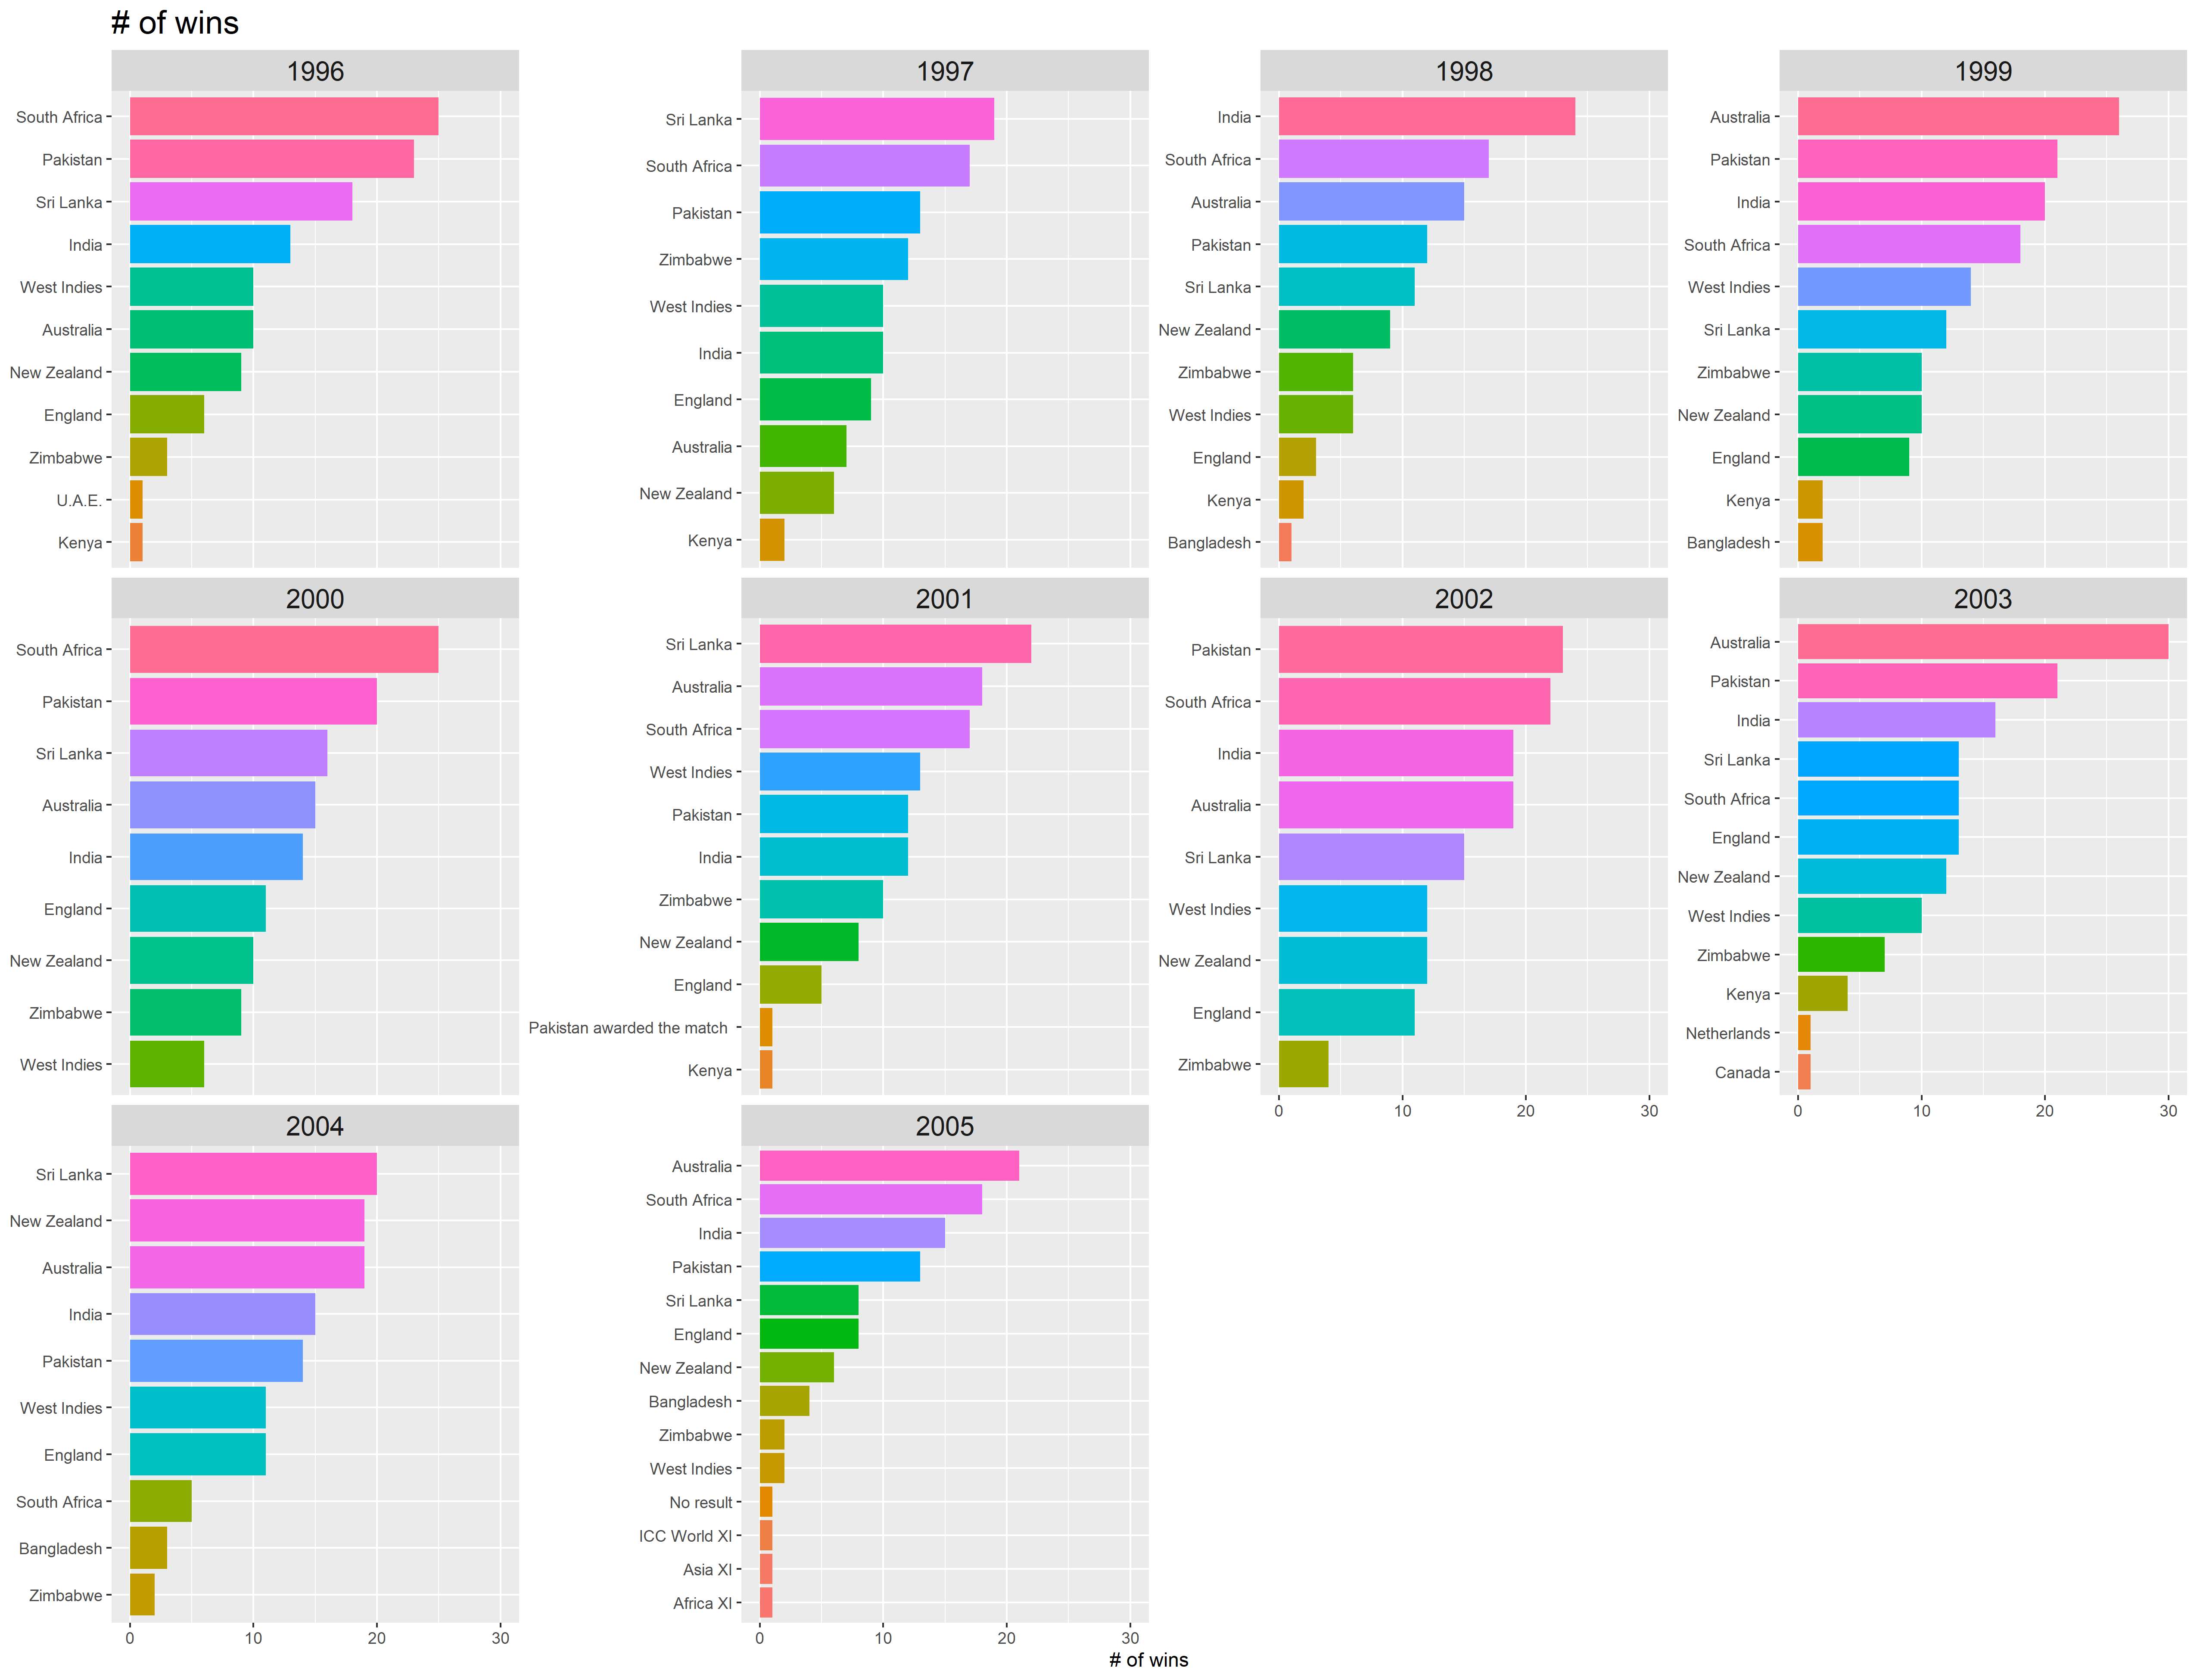 # of wins
1996
South Africa
Pakistan
Sri Lanka
India
West Indies
Australia
New Zealand
England
Zimbabwe
U.A.E.
Kenya
1997
Sri Lanka
South Africa
Pakistan
Zimbabwe
West Indies
India
England
Australia
New Zealand
Kenya
1998
India
South Africa
Australia
Pakistan
Sri Lanka
New Zealand
Zimbabwe
West Indies
England
Kenya
Bangladesh
1999
Australia
Pakistan
India
South Africa
West Indies
Sri Lanka
Zimbabwe
New Zealand
England
Kenya
Bangladesh
2000
South Africa
Pakistan
Sri Lanka
Australia
India
England
New Zealand
Zimbabwe
West Indies
2001
Sri Lanka
Australia
South Africa
West Indies
Pakistan
India
Zimbabwe
New Zealand
England
Pakistan awarded the match
Kenya
2002
Pakistan
South Africa
India
Australia
Sri Lanka
West Indies
New Zealand
England
Zimbabwe
0 10 20 30
2003
Australia
Pakistan
India
Sri Lanka
South Africa
England
New Zealand
West Indies
Zimbabwe
Kenya
Netherlands
Canada
0 10 20 30
2004
Sri Lanka
New Zealand
Australia
India
Pakistan
West Indies
England
South Africa
Bangladesh
Zimbabwe
0 10 20 30
2005
Australia
South Africa
India
Pakistan
Sri Lanka
England
New Zealand
Bangladesh
Zimbabwe
West Indies
No result
ICC World XI
Asia XI
Africa XI
0 10 20 30
# of wins